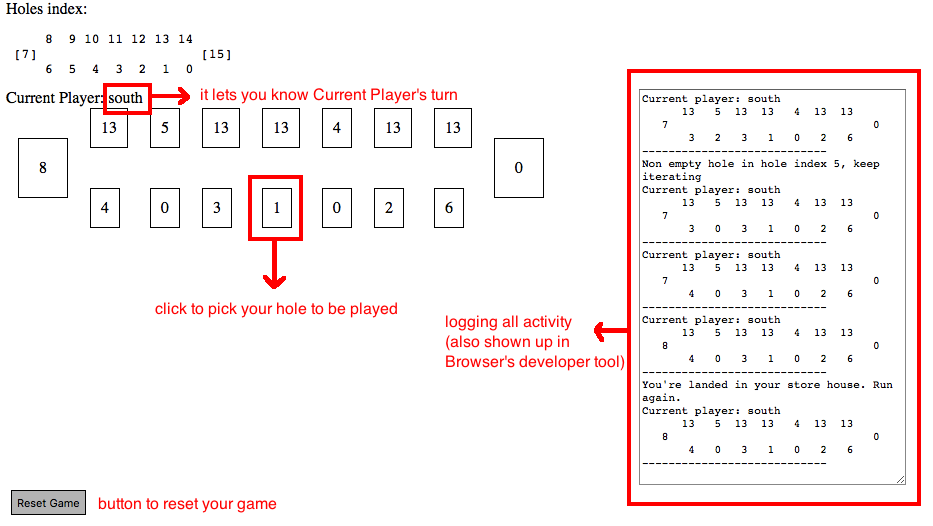 Holes index:
8 9 10 11 12 13 14
[7] [15]
6 5 4 3 2 1 0
Current Player: south
it lets you know Current Player's turn
13 5 13 13 4 13 13
8 0
4 0 3 1 0 2 6
click to pick your hole to be played
logging all activity
(also shown up in
Browser's developer tool)
Current player: south
13 5 13 13 4 13 13
7 0
3 2 3 1 0 2 6
----------------------------
Non empty hole in hole index 5, keep
iterating
Current player: south
13 5 13 13 4 13 13
7 0
3 0 3 1 0 2 6
----------------------------
Current player: south
13 5 13 13 4 13 13
7 0
4 0 3 1 0 2 6
----------------------------
Current player: south
13 5 13 13 4 13 13
8 0
4 0 3 1 0 2 6
----------------------------
You're landed in your store house. Run
again.
Current player: south
13 5 13 13 4 13 13
8 0
4 0 3 1 0 2 6
----------------------------
Reset Game
button to reset your game